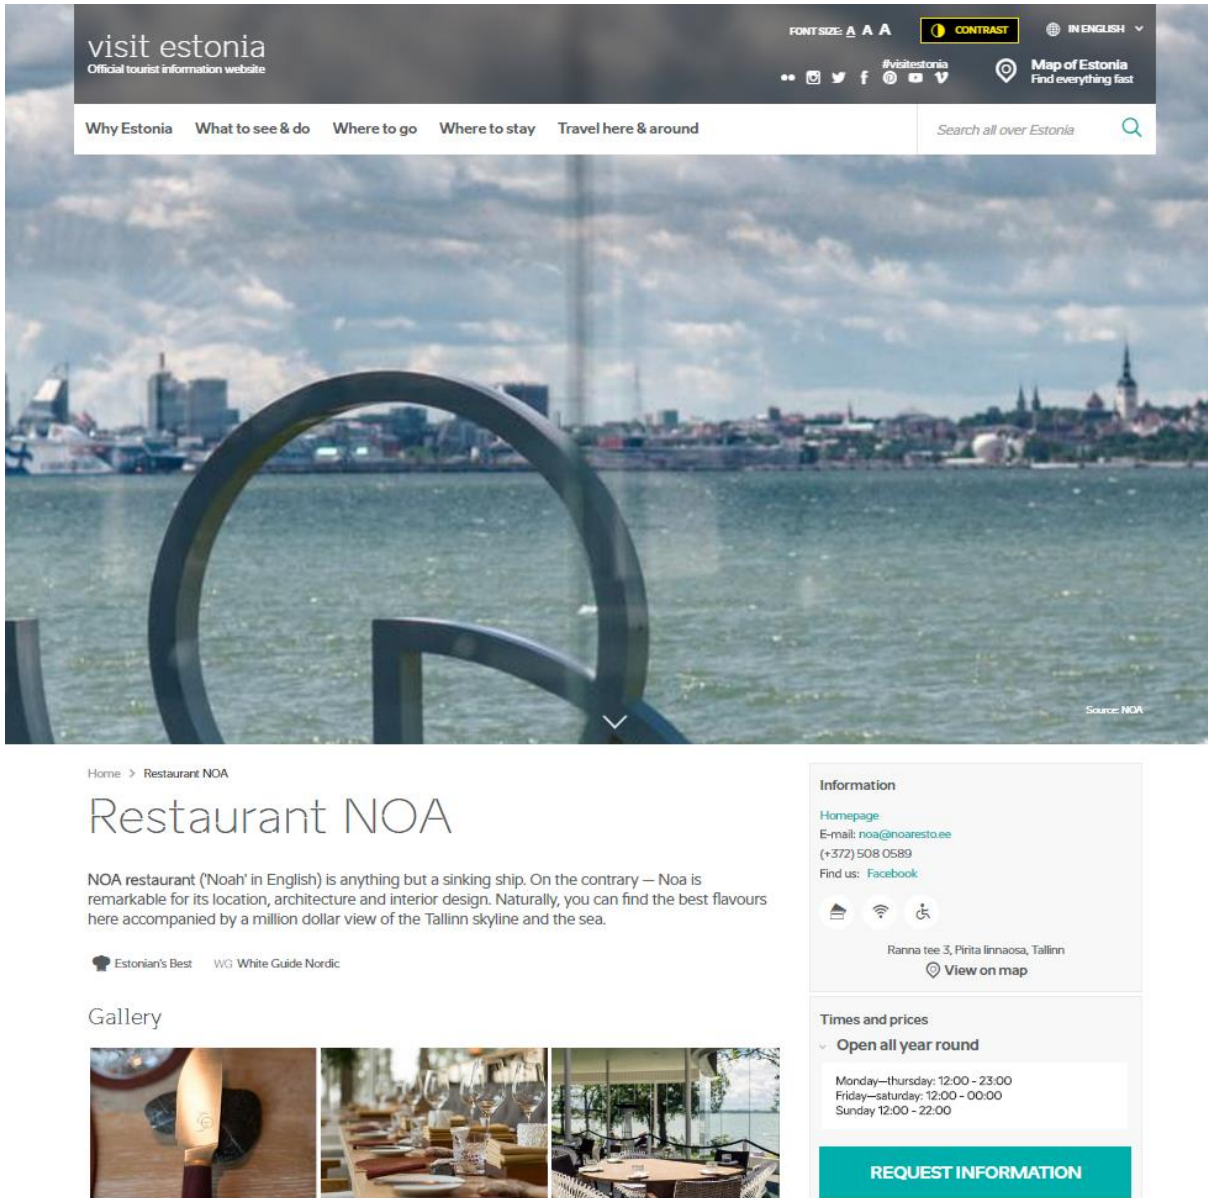 visit estonia
Official tourist information website
FONT SIZE: A A A
CONTRAST
IN ENGLISH
#visitestonia
Map of Estonia
Find everything fast
Why Estonia What to see & do Where to go Where to stay Travel here & around
Search all over Estonia
Source: NOA
Home > Restaurant NOA
Restaurant NOA
NOA restaurant ('Noah' in English) is anything but a sinking ship. On the contrary — Noa is
remarkable for its location, architecture and interior design. Naturally, you can find the best flavours
here accompanied by a million dollar view of the Tallinn skyline and the sea.
Estonian's Best WG White Guide Nordic
Gallery
Information
Homepage
E-mail: noa@noaresto.ee
(+372) 508 0589
Find us: Facebook
Ranna tee 3, Pirita linnaosa, Tallinn
View on map
Times and prices
Open all year round
Monday—thursday: 12:00 - 23:00
Friday—saturday: 12:00 - 00:00
Sunday 12:00 - 22:00
REQUEST INFORMATION